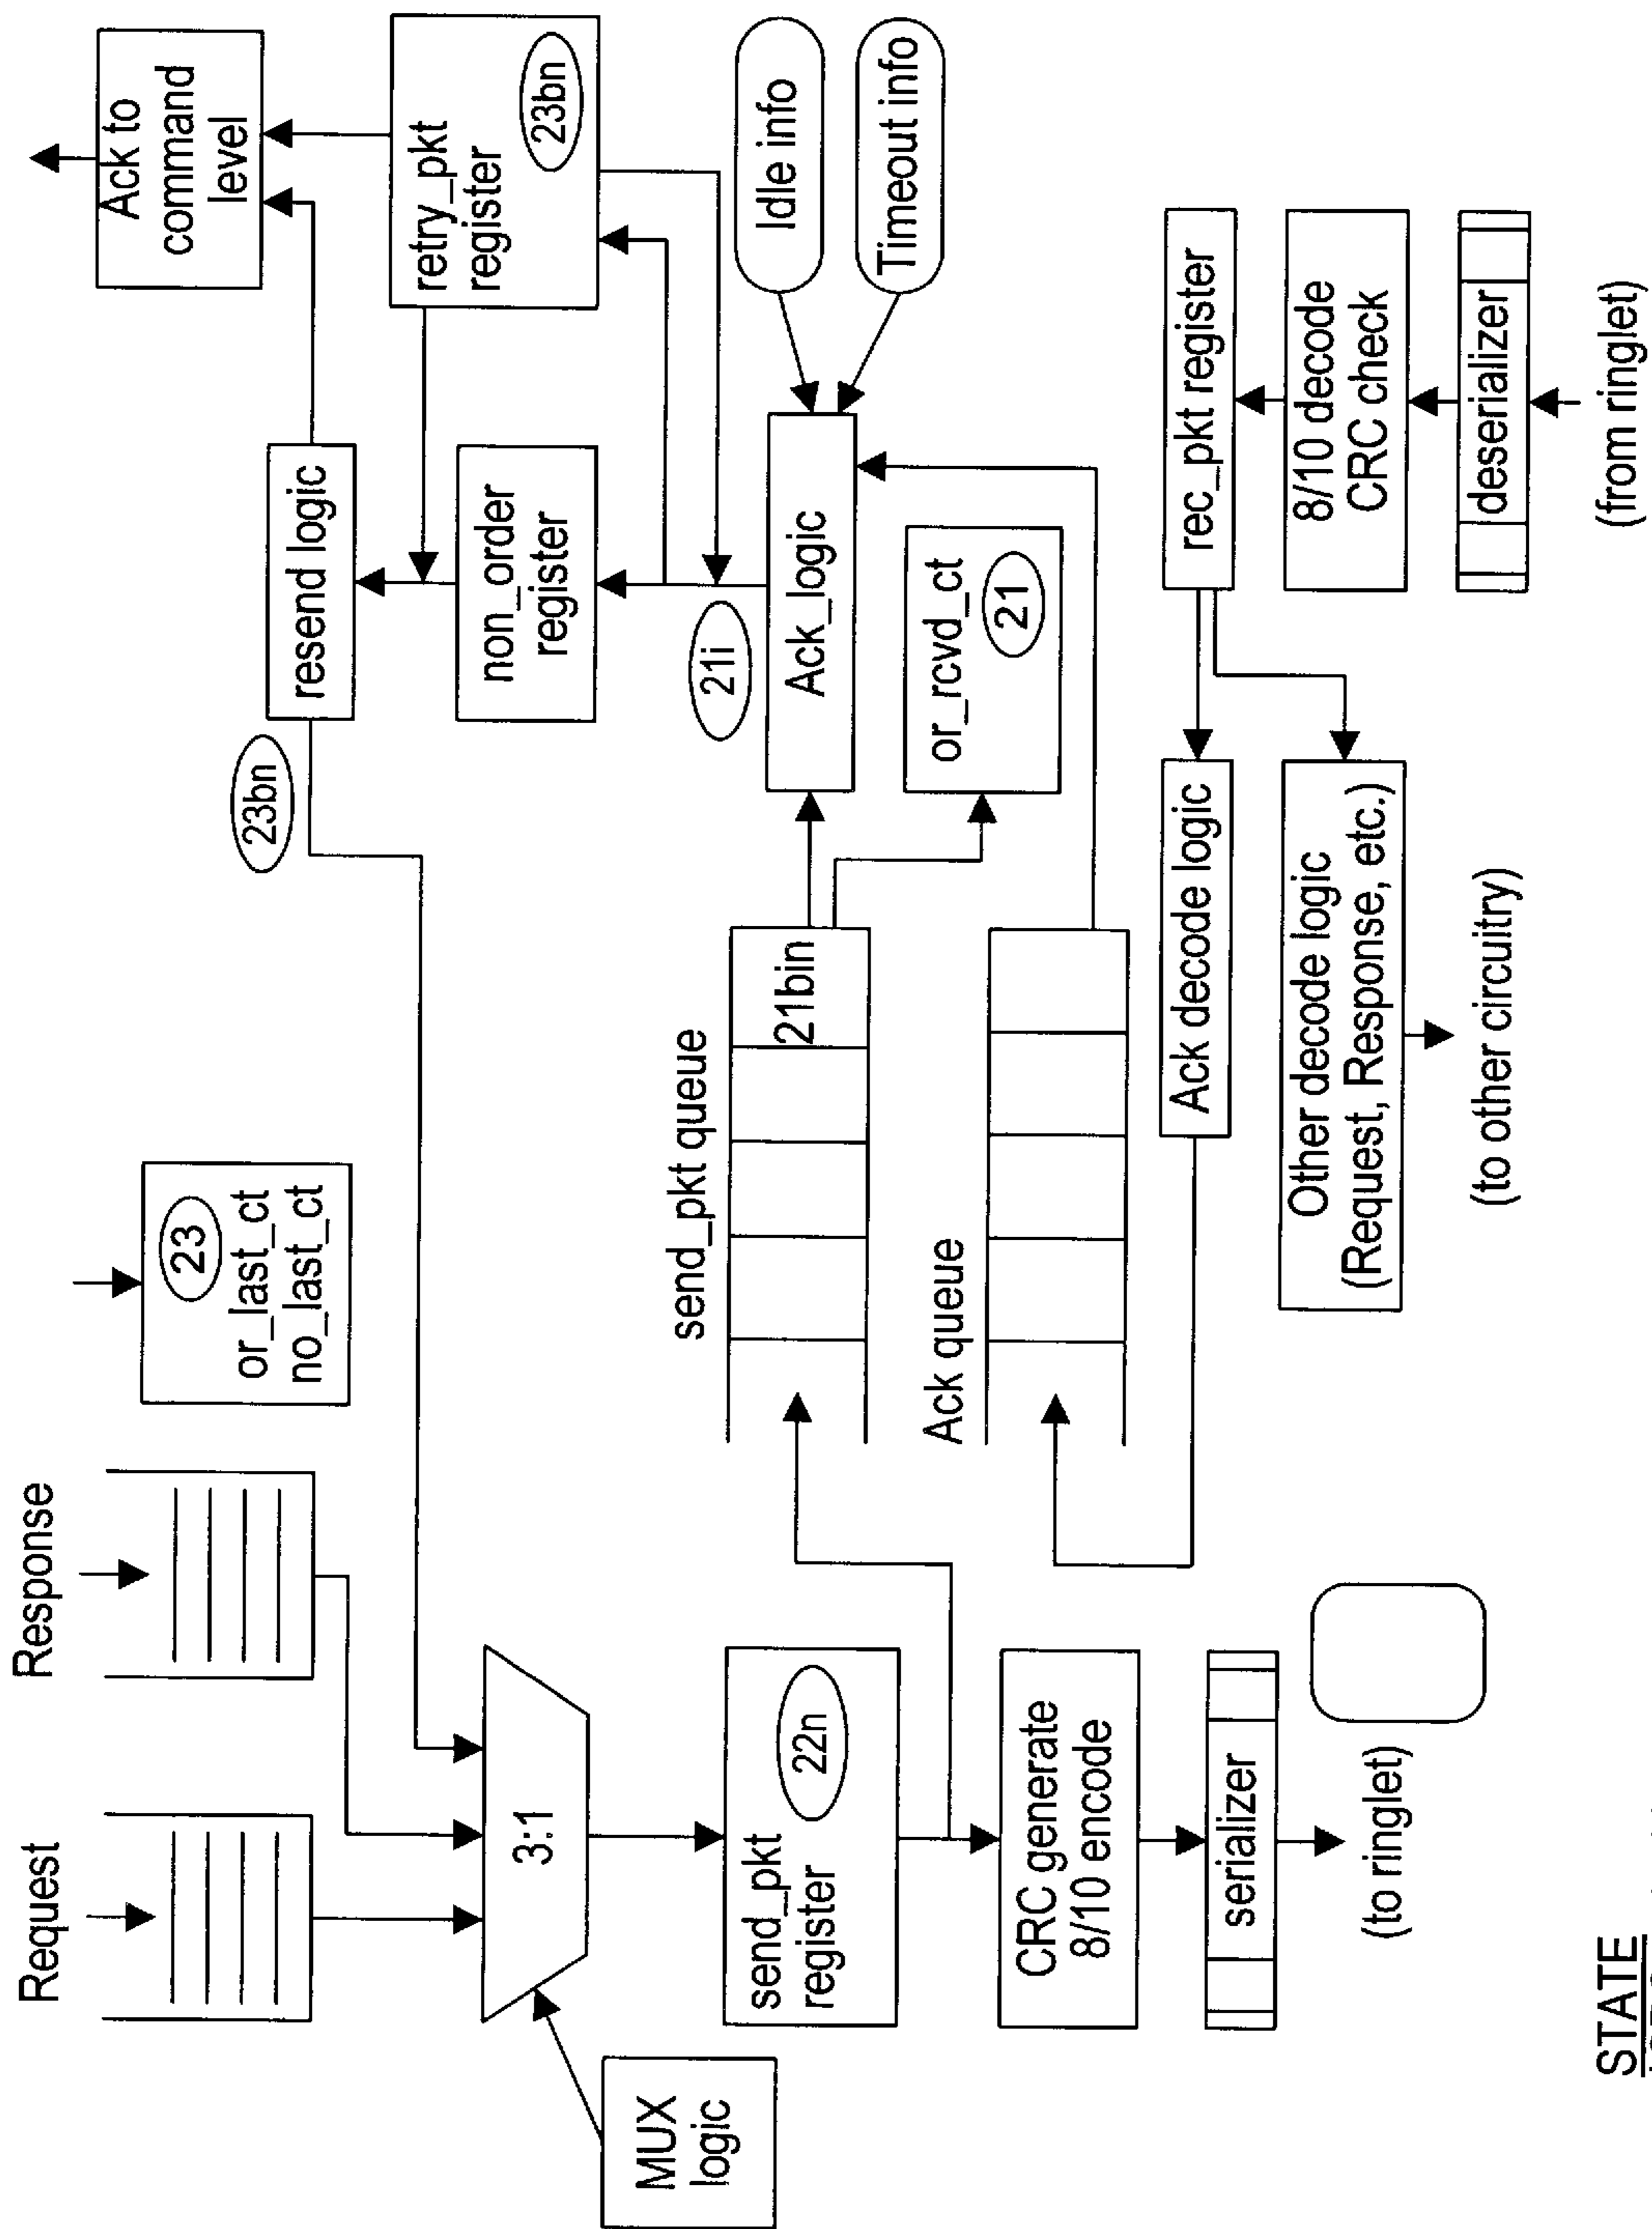 Request
Response
23
or_last_ct
no_last_ct
Ack to
command
level
resend logic
23bn
retry_pkt
register
23bn
non_order
register
MUX
logic
3:1
21i
Idle info
Timeout info
send_pkt
register
22n
send_pkt queue
21bin
Ack_logic
or_rcvd_ct
21
CRC generate
8/10 encode
Ack queue
serializer
(to ringlet)
Ack decode logic
rec_pkt register
Other decode logic
(Request, Response, etc.)
8/10 decode
CRC check
(to other circuitry)
deserializer
(from ringlet)
STATE